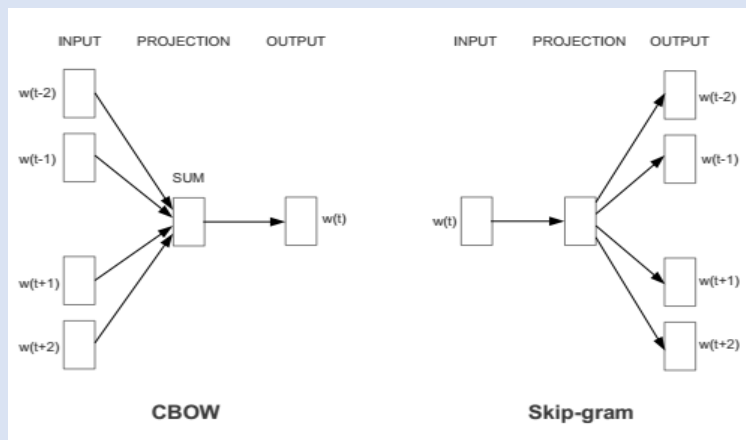 INPUT PROJECTION OUTPUT
w(t-2)
w(t-1)
SUM
w(t)
w(t+1)
w(t+2)
CBOW
INPUT PROJECTION OUTPUT
w(t-2)
w(t-1)
w(t)
w(t+1)
w(t+2)
Skip-gram